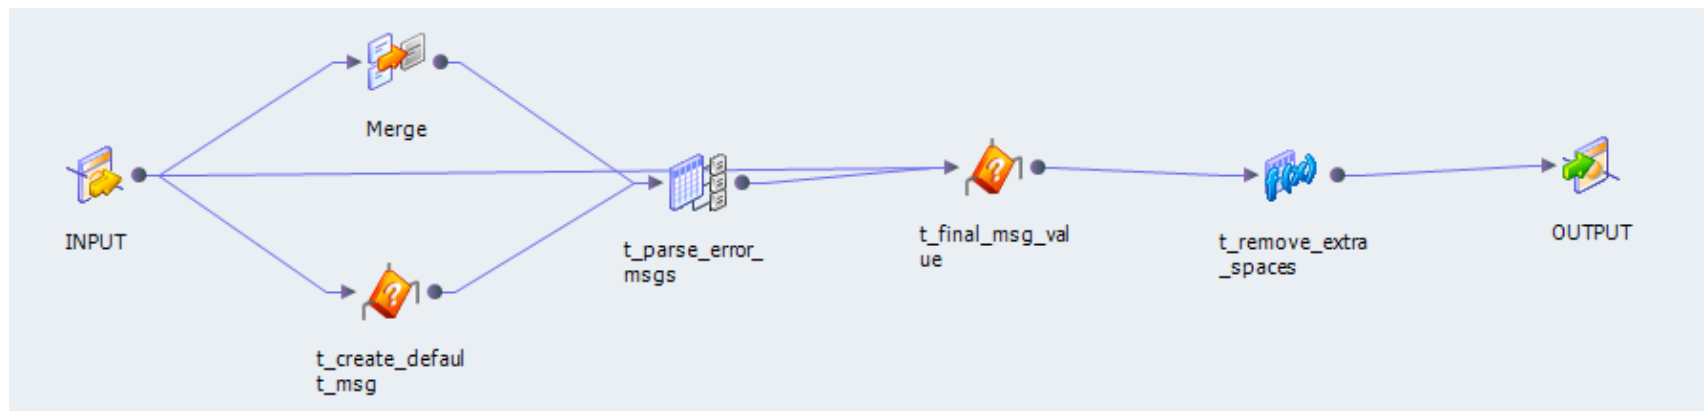 Merge
INPUT
t_parse_error_
msgs
t_final_msg_val
ue
t_remove_extra
_spaces
OUTPUT
t_create_defaul
t_msg